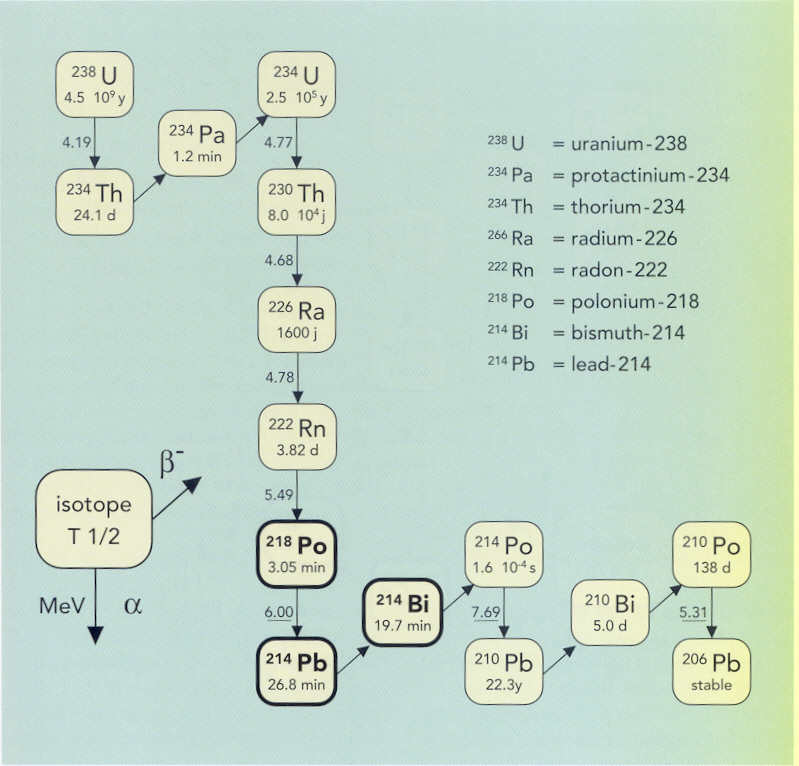 238 U
4.5 10⁹ y
4.19
234 Th
24.1 d
234 Pa
1.2 min
234 U
2.5 10⁵ y
4.77
230 Th
8.0 10⁴ j
4.68
226 Ra
1600 j
4.78
222 Rn
3.82 d
5.49
218 Po
3.05 min
6.00
214 Pb
26.8 min
214 Bi
19.7 min
214 Po
1.6 10⁻⁴ s
7.69
210 Pb
22.3y
210 Bi
5.0 d
210 Po
138 d
5.31
206 Pb
stable
238 U = uranium-238
234 Pa = protactinium-234
234 Th = thorium-234
266 Ra = radium-226
222 Rn = radon-222
218 Po = polonium-218
214 Bi = bismuth-214
214 Pb = lead-214
isotope
T 1/2
β⁻
MeV α